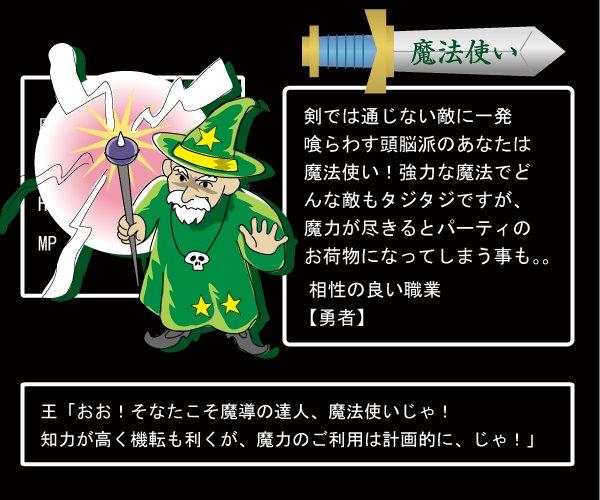 魔法使い
剣では通じない敵に一発
喰らわす頭脳派のあなたは
魔法使い！強力な魔法でど
んな敵もタジタジですが、
魔力が尽きるとパーティの
お荷物になってしまう事も。。
相性の良い職業
【勇者】
H
MP
王「おお！そなたこそ魔導の達人、魔法使いじゃ！
知力が高く機転も利くが、魔力のご利用は計画的に、じゃ！」